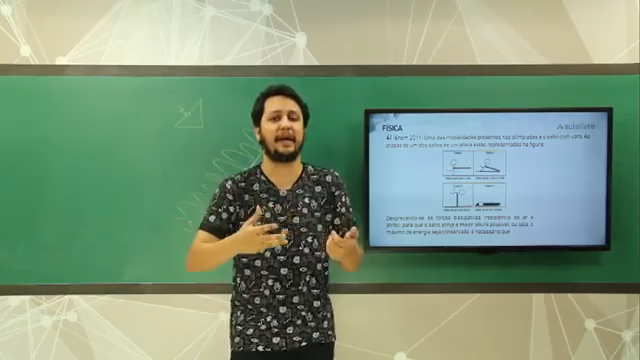 FÍSICA
aulalivre
41 (Enem 2011) Uma das modalidades presentes nas olimpíadas é o salto com vara. As
etapas de um dos saltos de um atleta estão representadas na figura:
Desprezando-se as forças dissipativas (resistência do ar e
atrito), para que o salto atinja a maior altura possível, ou seja, o
máximo de energia seja conservada, é necessário que